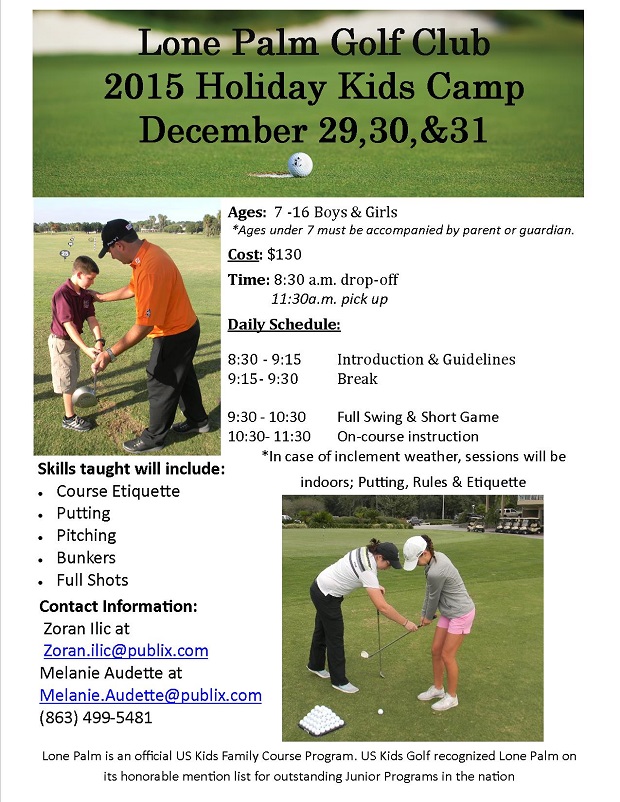 Lone Palm Golf Club
2015 Holiday Kids Camp
December 29,30,&31
Ages:  7 -16 Boys & Girls
*Ages under 7 must be accompanied by parent or guardian.
Cost: $130
Time: 8:30 a.m. drop-off
11:30a.m. pick up
Daily Schedule:
8:30 - 9:15 Introduction & Guidelines
9:15- 9:30 Break
9:30 - 10:30 Full Swing & Short Game
10:30- 11:30 On-course instruction
*In case of inclement weather, sessions will be
indoors; Putting, Rules & Etiquette
Skills taught will include:
• Course Etiquette
• Putting
• Pitching
• Bunkers
• Full Shots
Contact Information:
Zoran Ilic at
Zoran.ilic@publix.com
Melanie Audette at
Melanie.Audette@publix.com
(863) 499-5481
Lone Palm is an official US Kids Family Course Program. US Kids Golf recognized Lone Palm on
its honorable mention list for outstanding Junior Programs in the nation